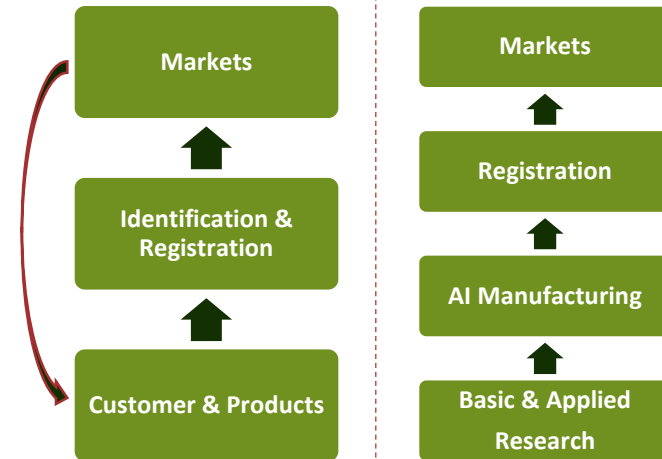 Markets
Identification &
Registration
Customer & Products
Markets
Registration
AI Manufacturing
Basic & Applied
Research